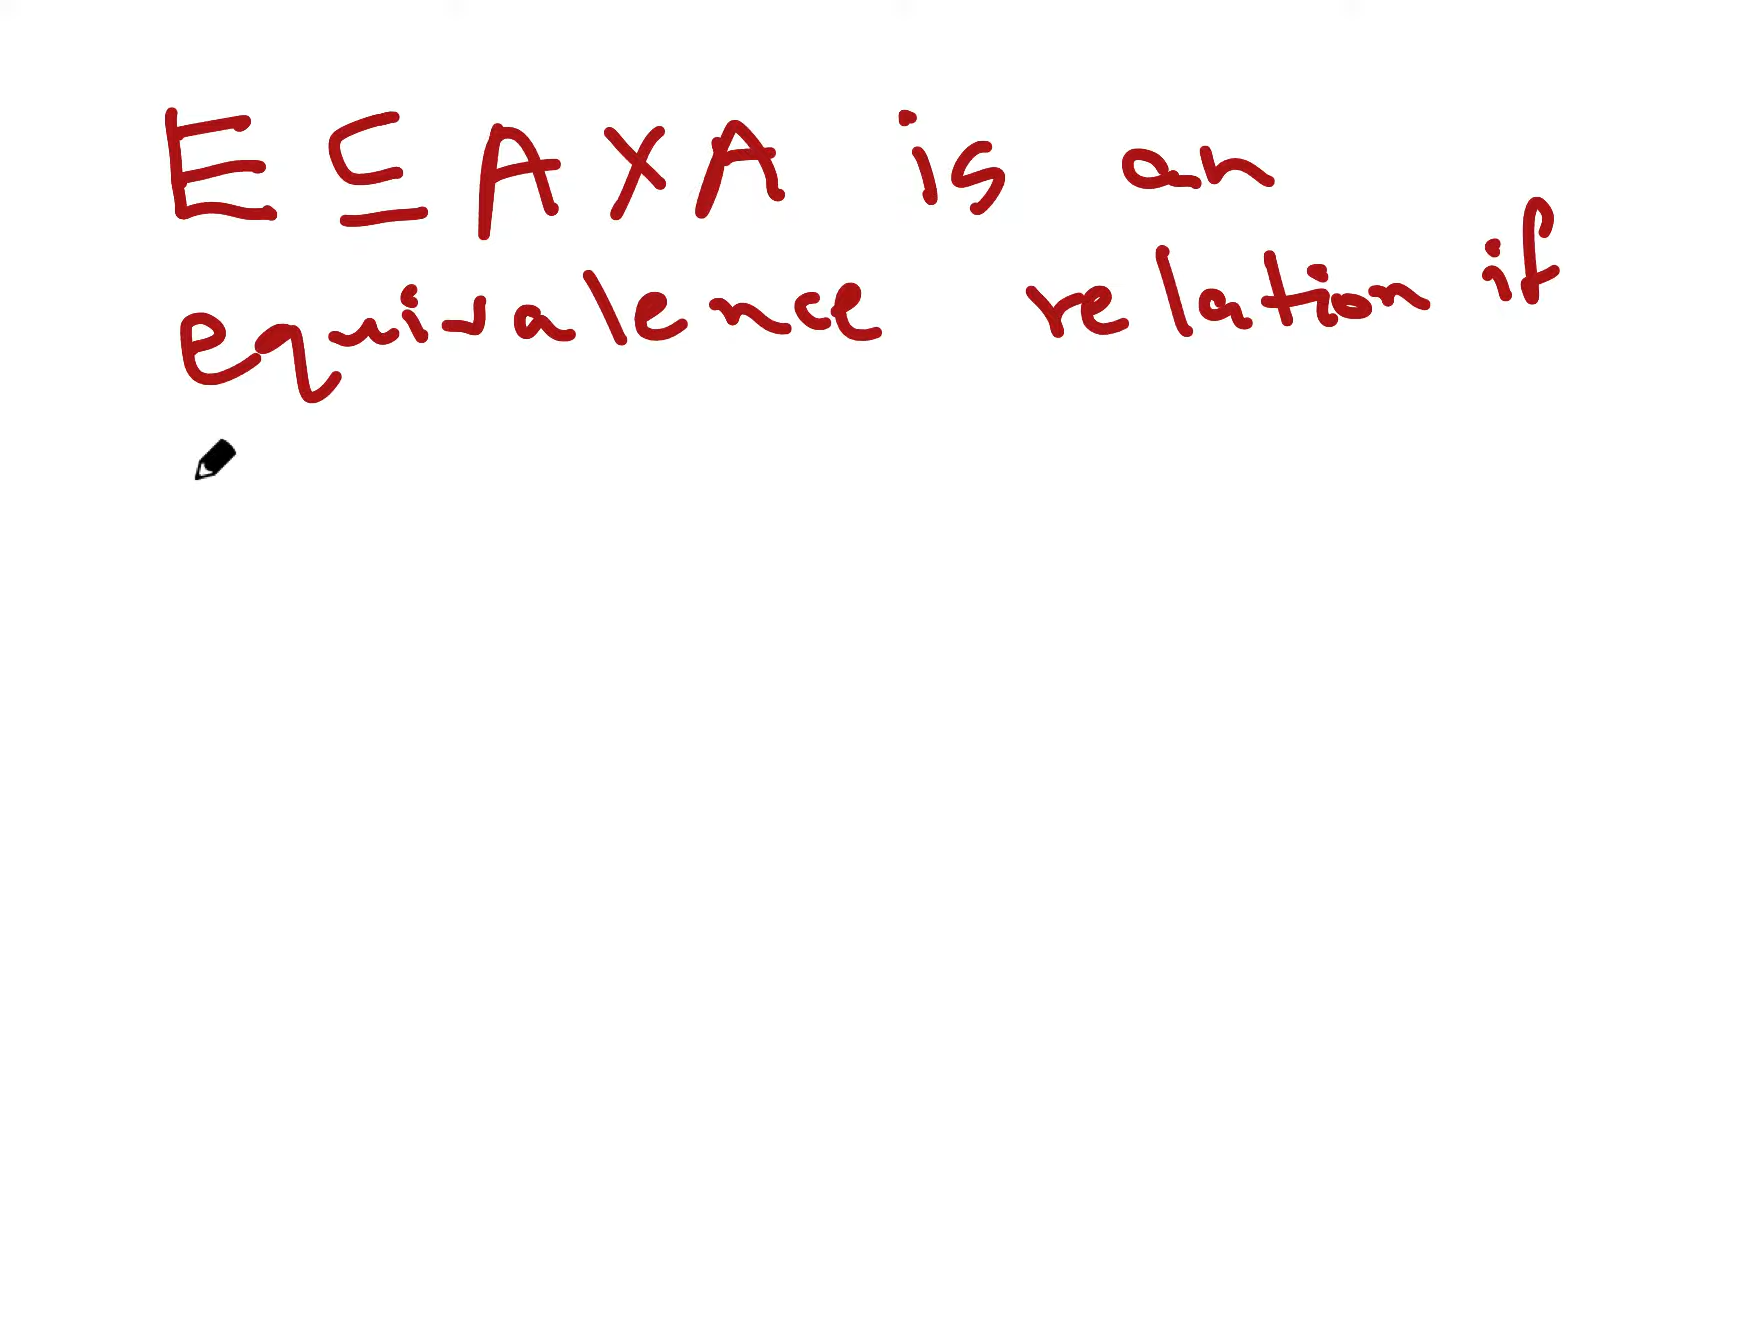 E ⊆ A × A is an
equivalence relation if